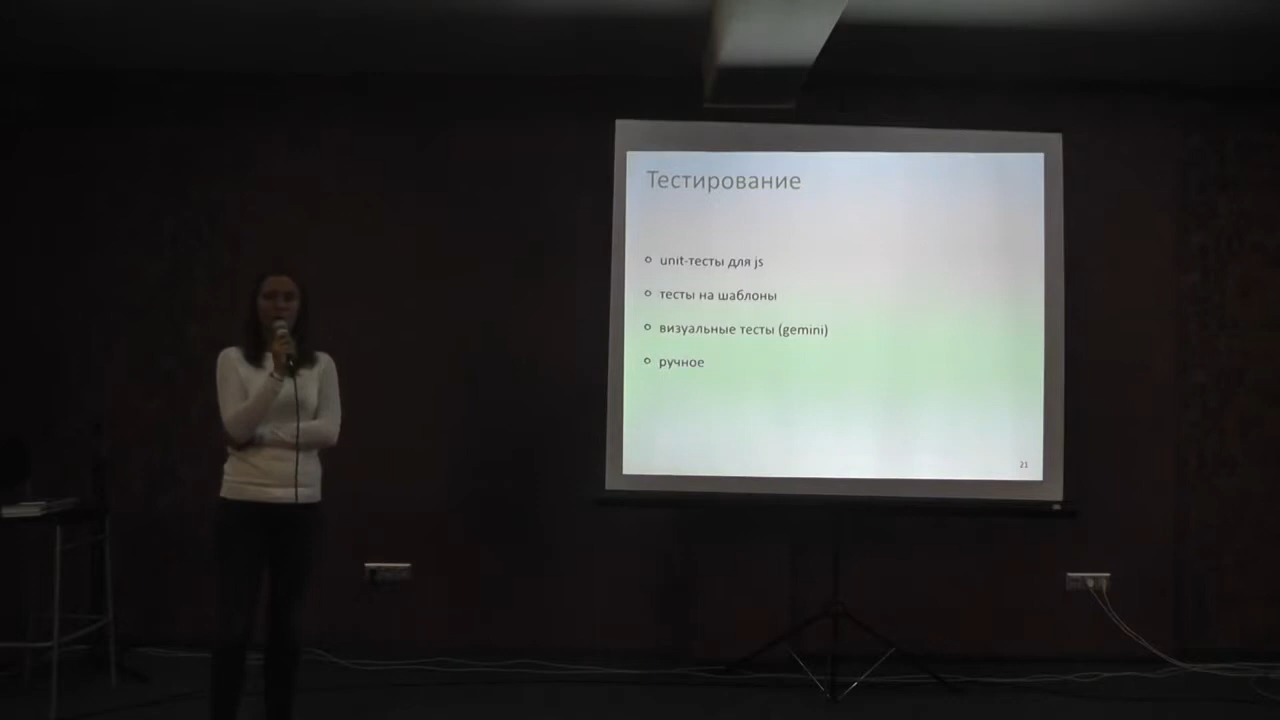 Тестирование
unit-тесты для js
тесты на шаблоны
визуальные тесты (gemini)
ручное
21